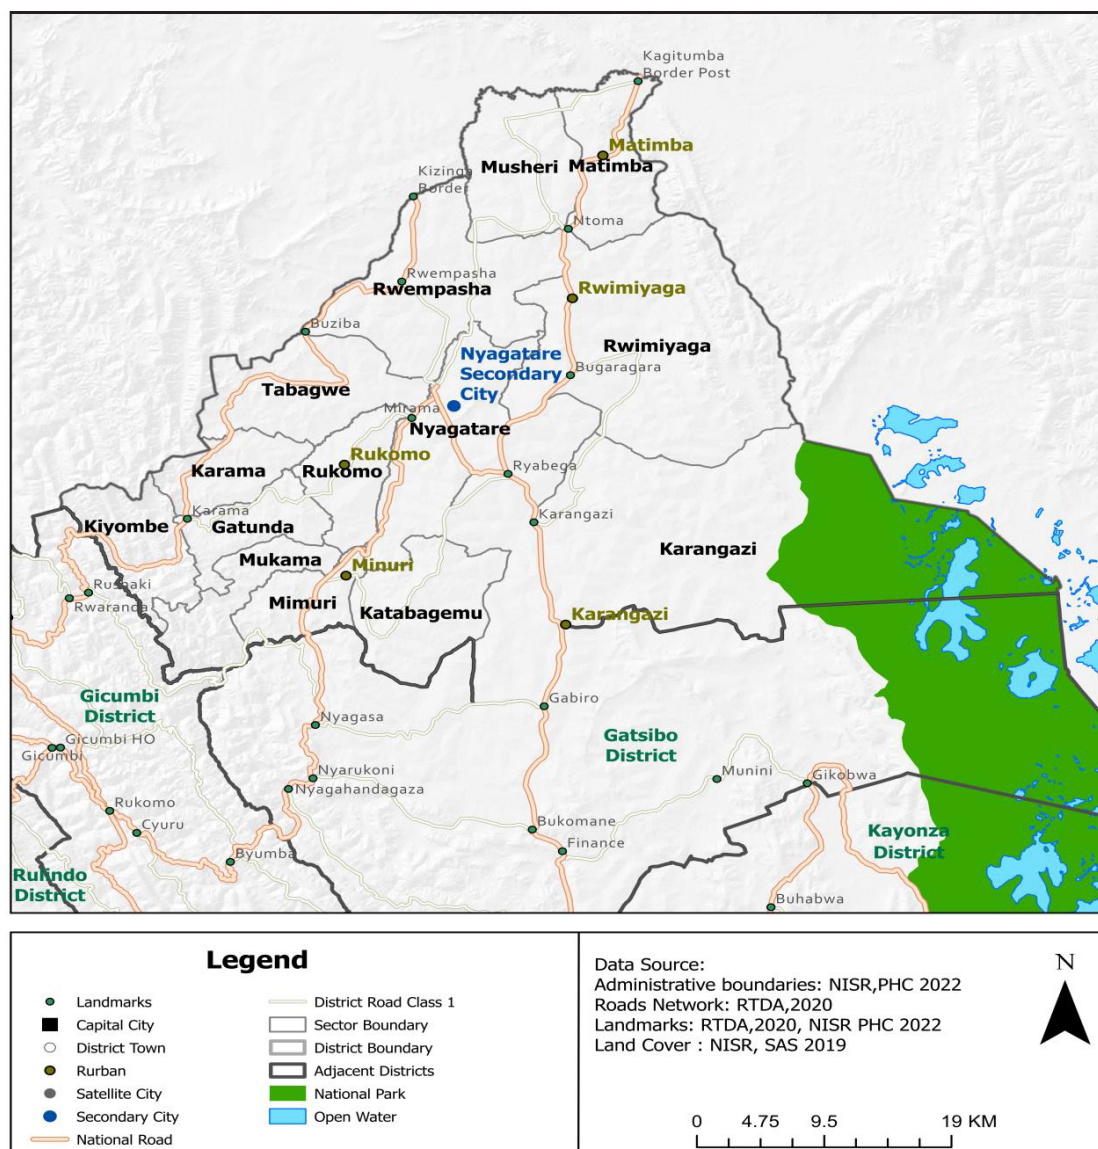 Kagitumba
Border Post
Matimba
Musheri
Matimba
Kizinga
Border
Ntoma
Rwempasha
Rwempasha
Rwimiyaga
Buziba
Rwimiyaga
Nyagatare
Secondary
City
Bugaragara
Tabagwe
Mirama
Nyagatare
Rukomo
Karama
Rukomo
Ryabega
Karama
Kiyombe
Gatunda
Karangazi
Karangazi
Mukama
Minuri
Rushaki
Rwaranda
Mimuri
Katabagemu
Karangazi
Gicumbi
District
Gabiro
Nyagasa
Gatsibo
District
Gicumbi HO
Gicumbi
Nyarukoni
Munini
Gikobwa
Nyagahandagaza
Rukomo
Cyuru
Bukomane
Kayonza
District
Finance
Byumba
Rulindo
District
Buhabwa
Legend
Landmarks
Capital City
District Town
Rurban
Satellite City
Secondary City
National Road
District Road Class 1
Sector Boundary
District Boundary
Adjacent Districts
National Park
Open Water
Data Source:
Administrative boundaries: NISR,PHC 2022
Roads Network: RTDA,2020
Landmarks: RTDA,2020, NISR PHC 2022
Land Cover : NISR, SAS 2019
N
0 4.75 9.5 19 KM